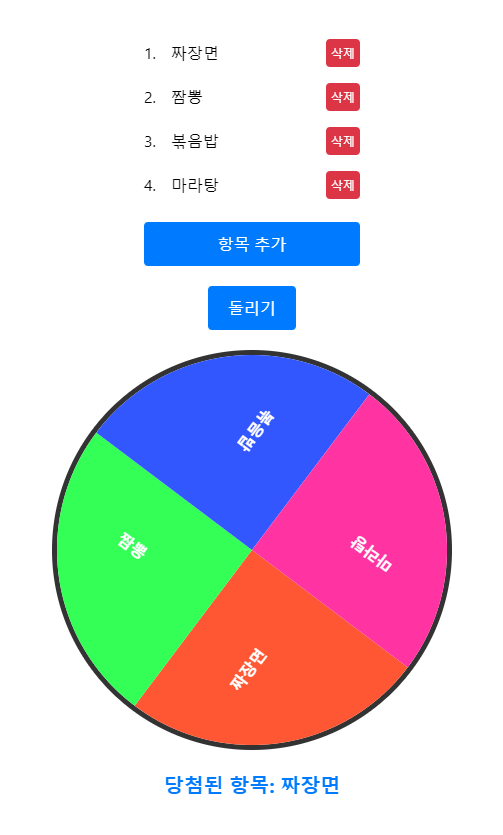 1. 짜장면 삭제
2. 짬뽕 삭제
3. 볶음밥 삭제
4. 마라탕 삭제
항목 추가
돌리기
볶음밥
마라탕
짬뽕
짜장면
당첨된 항목: 짜장면